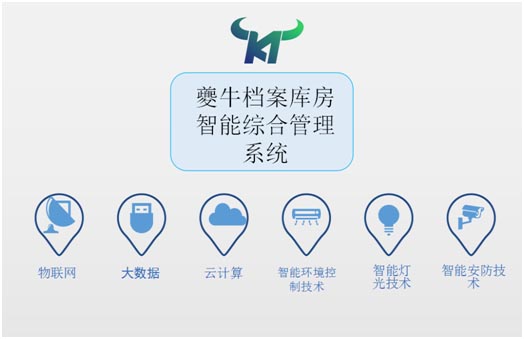 KT
夔牛档案库房
智能综合管理
系统
物联网
大数据
云计算
智能环境控
制技术
智能灯
光技术
智能安防技
术